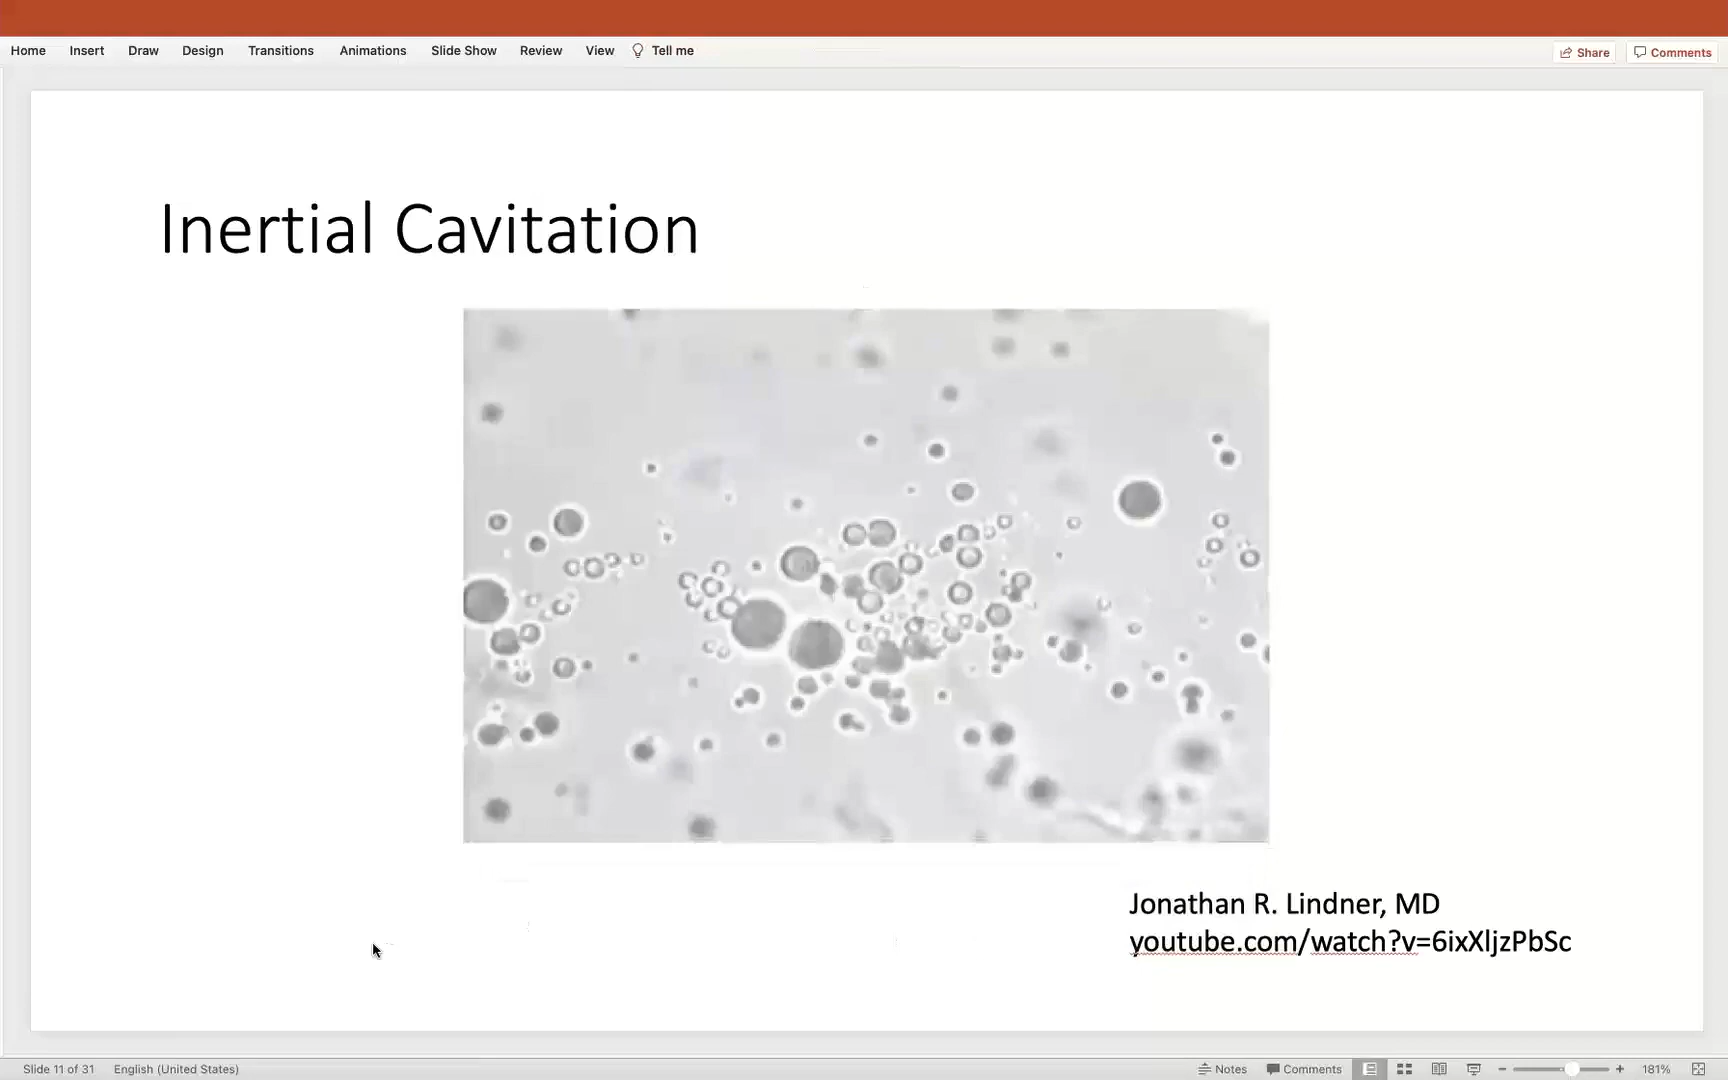 Home Insert Draw Design Transitions Animations Slide Show Review View Tell me Share Comments
Inertial Cavitation
Jonathan R. Lindner, MD
youtube.com/watch?v=6ixXljzPbSc
Slide 11 of 31 English (United States) Notes Comments 181%